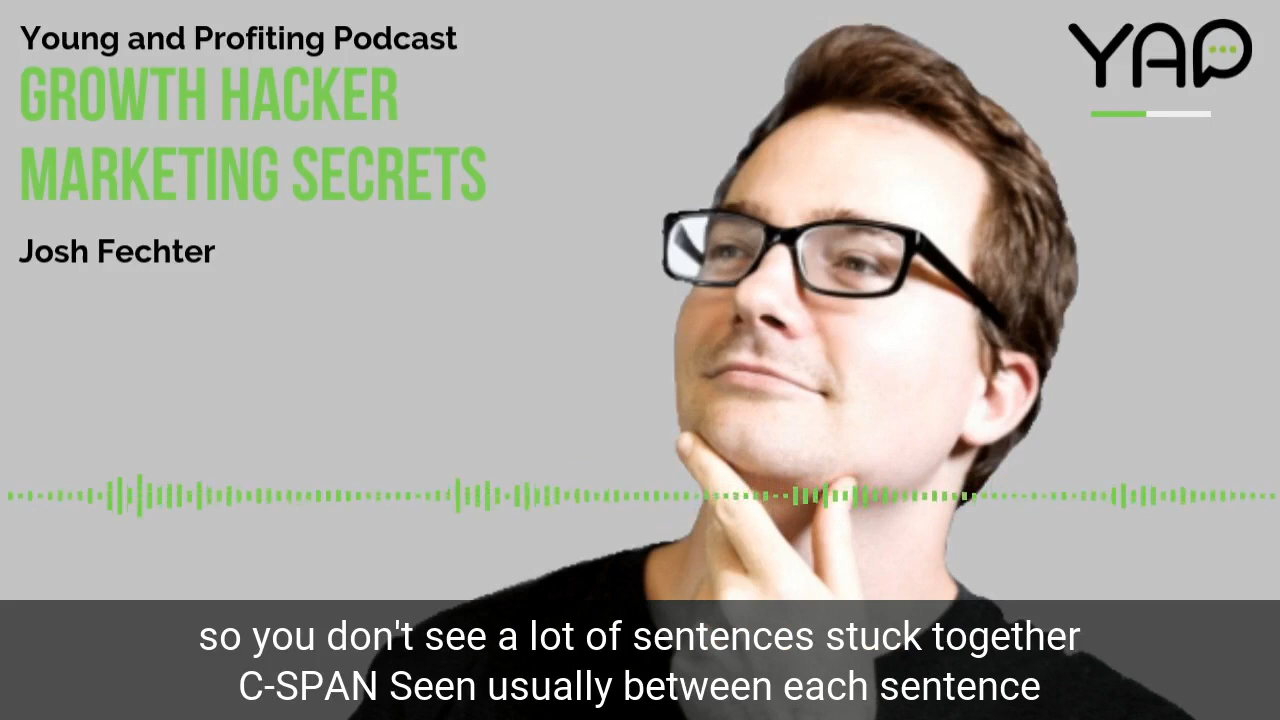 Young and Profiting Podcast
YAP
GROWTH HACKER
MARKETING SECRETS
Josh Fechter
so you don't see a lot of sentences stuck together
C-SPAN Seen usually between each sentence